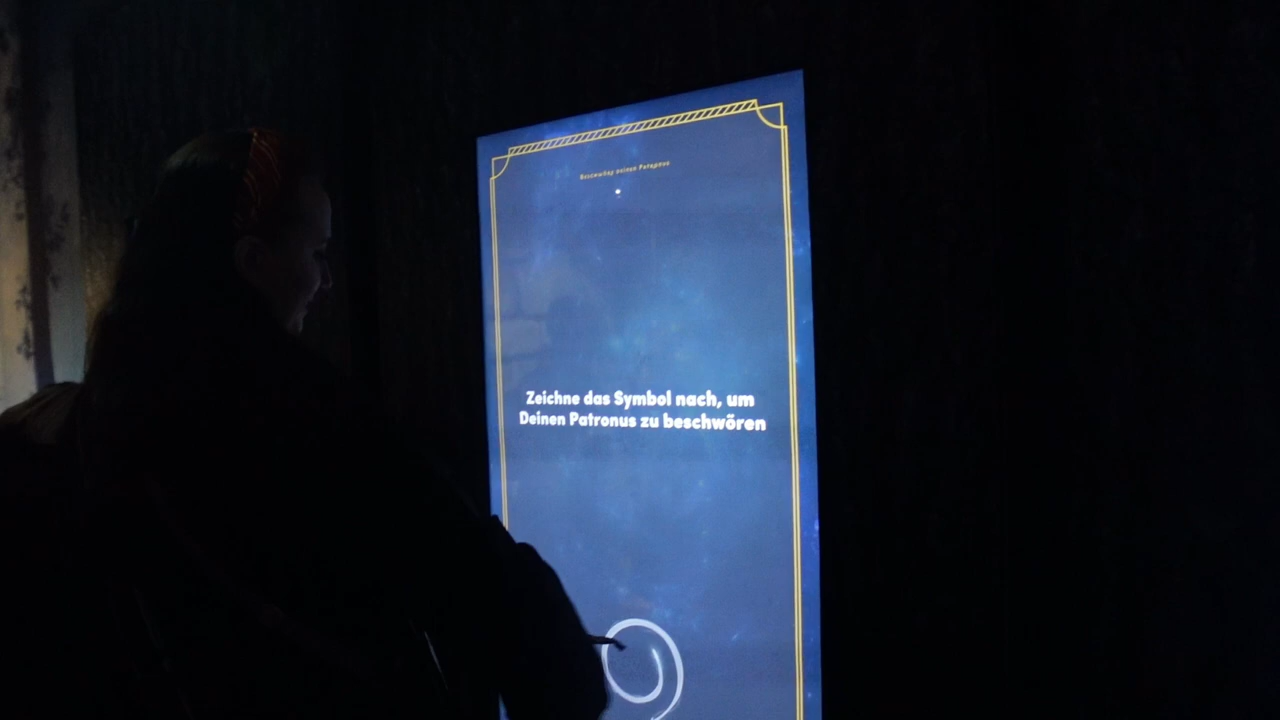 Zeichne das Symbol nach, um
Deinen Patronus zu beschwören